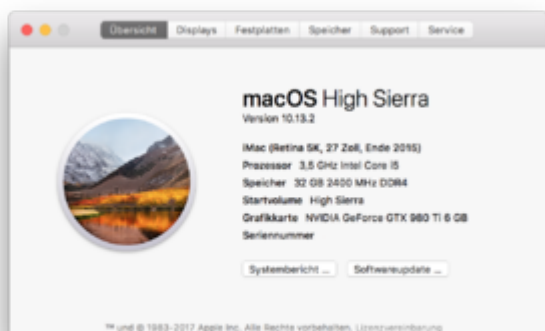 Übersicht Displays Festplatten Speicher Support Service
macOS High Sierra
Version 10.13.2
iMac (Retina 5K, 27 Zoll, Ende 2015)
Prozessor 3,5 GHz Intel Core i5
Speicher 32 GB 2400 MHz DDR4
Startvolume High Sierra
Grafikkarte NVIDIA GeForce GTX 980 Ti 6 GB
Seriennummer
Systembericht ... Softwareupdate ...
™ und © 1983-2017 Apple Inc. Alle Rechte vorbehalten. Lizenzvereinbarung